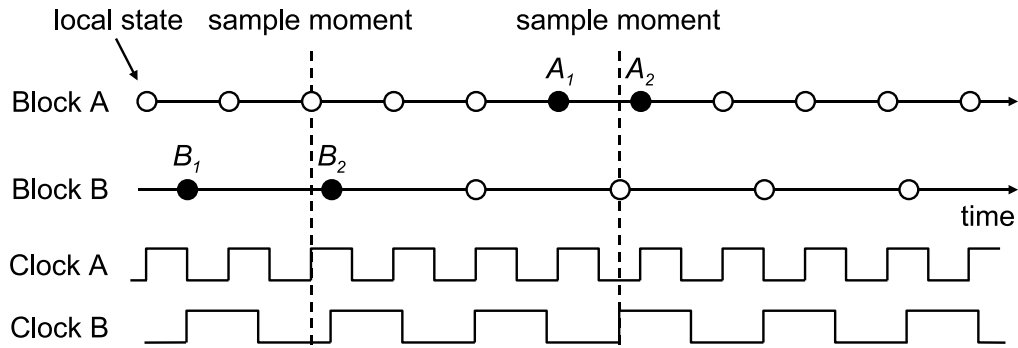 local state
sample moment
sample moment
Block A
A1
A2
Block B
B1
B2
time
Clock A
Clock B